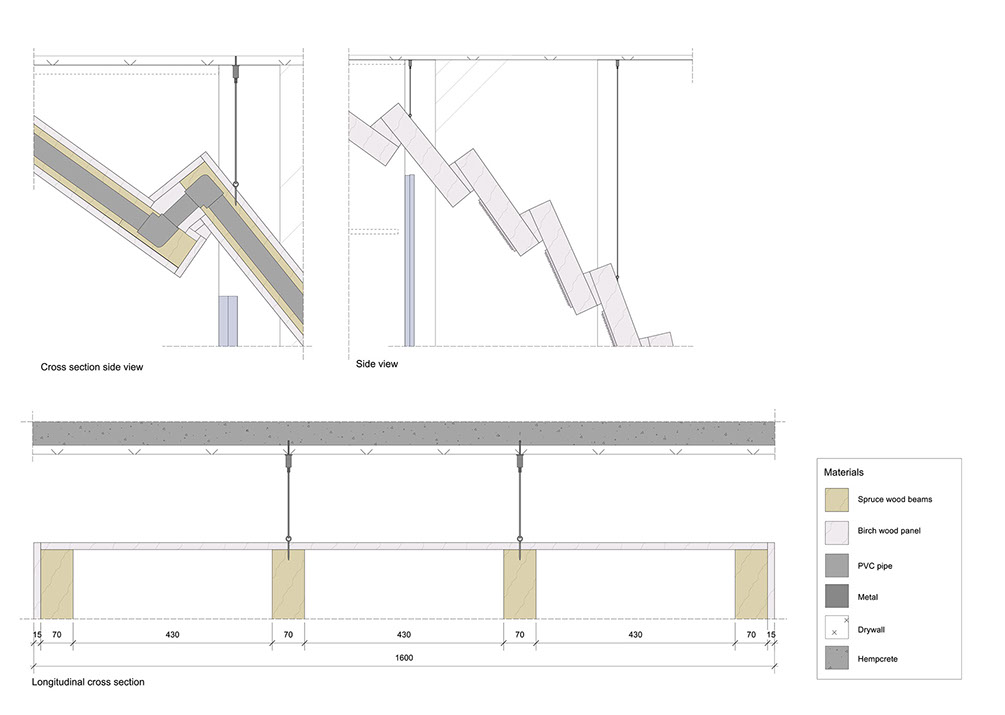 Cross section side view
Side view
15 70 430 70 430 70 430 70 15
1600
Longitudinal cross section
Materials
Spruce wood beams
Birch wood panel
PVC pipe
Metal
Drywall
Hempcrete